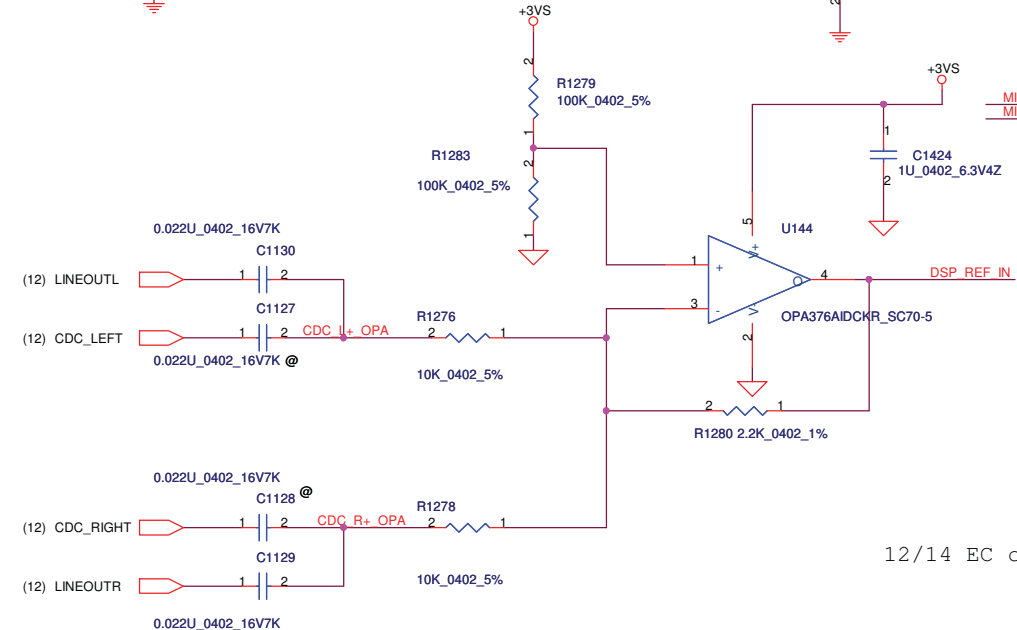 +3VS
2
R1279
100K_0402_5%
1
+3VS
MI
MI
1
C1424
1U_0402_6.3V4Z
2
R1283
2
100K_0402_5%
1
5
U144
V+
0.022U_0402_16V7K
C1130
(12) LINEOUTL
1
2
1
+
4
DSP_REF_IN
O
C1127
3
-
V-
OPA376AIDCKR_SC70-5
(12) CDC_LEFT
1
2
CDC_L+_OPA
R1276
2
1
2
0.022U_0402_16V7K @
10K_0402_5%
2
1
R1280 2.2K_0402_1%
0.022U_0402_16V7K
C1128 @
R1278
(12) CDC_RIGHT
1
2
CDC_R+_OPA
2
1
C1129
12/14 EC
(12) LINEOUTR
1
2
10K_0402_5%
0.022U_0402_16V7K